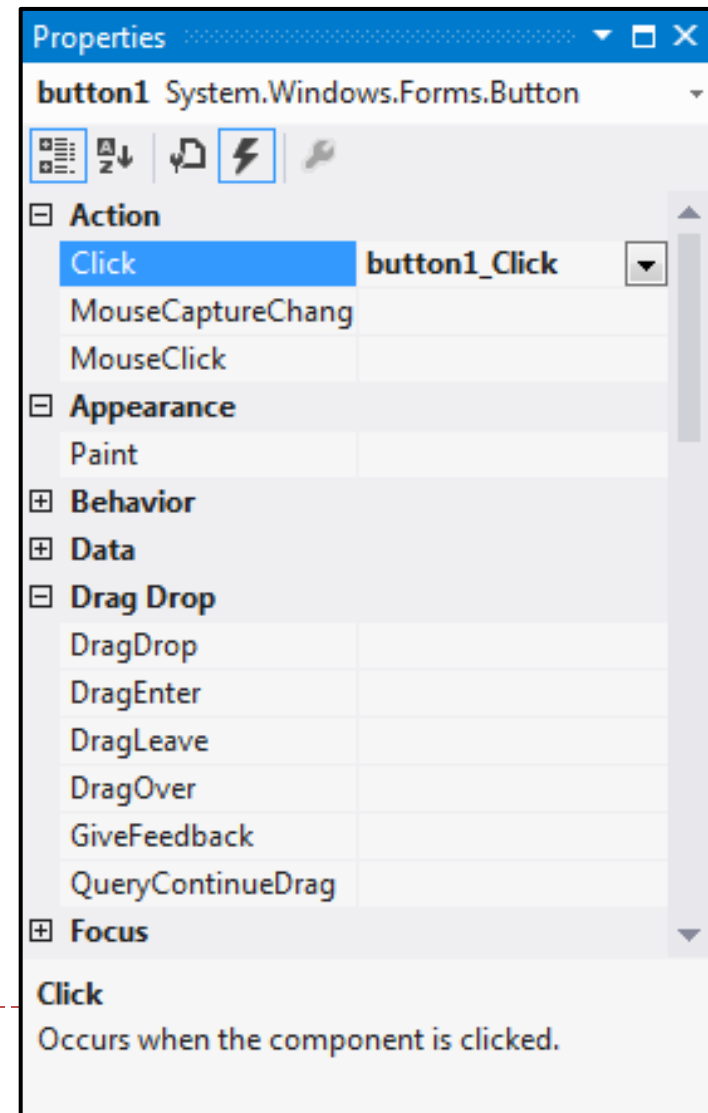 Properties
button1 System.Windows.Forms.Button
Action
Click button1_Click
MouseCaptureChang
MouseClick
Appearance
Paint
Behavior
Data
Drag Drop
DragDrop
DragEnter
DragLeave
DragOver
GiveFeedback
QueryContinueDrag
Focus
Click
Occurs when the component is clicked.